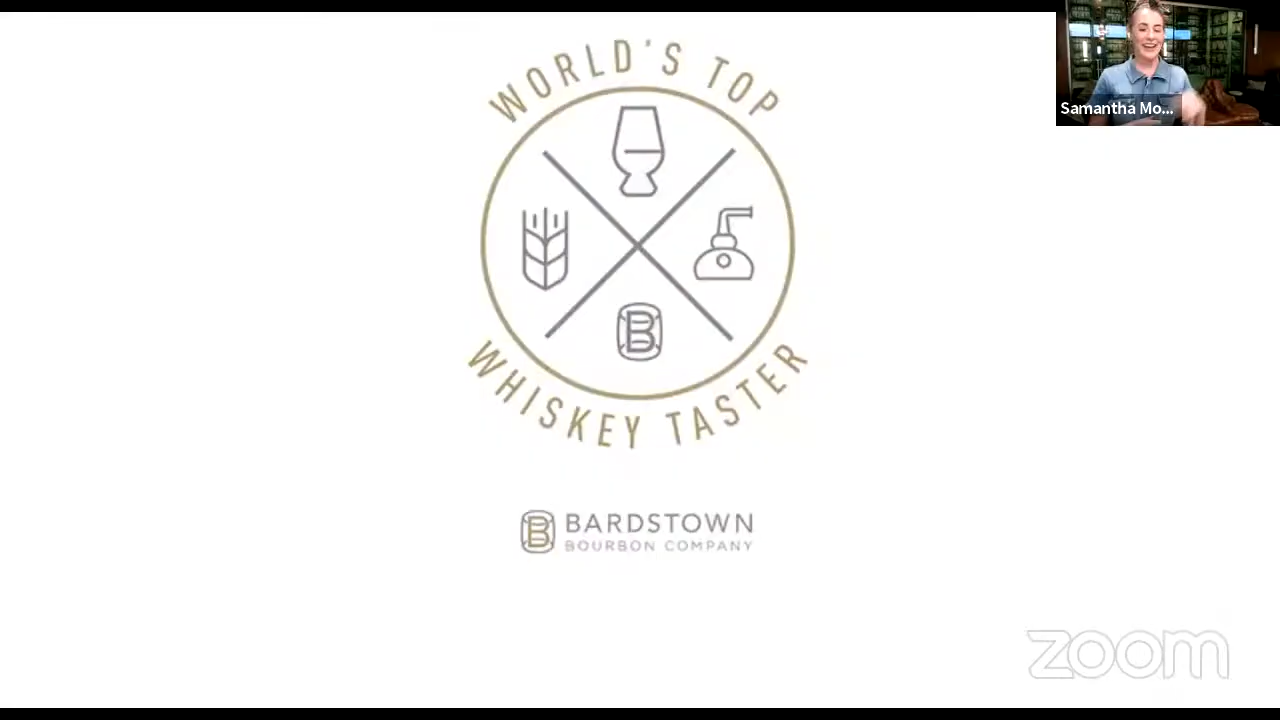 Samantha Mo...
WORLD'S TOP
B
WHISKEY TASTER
B BARDSTOWN
BOURBON COMPANY
zoom